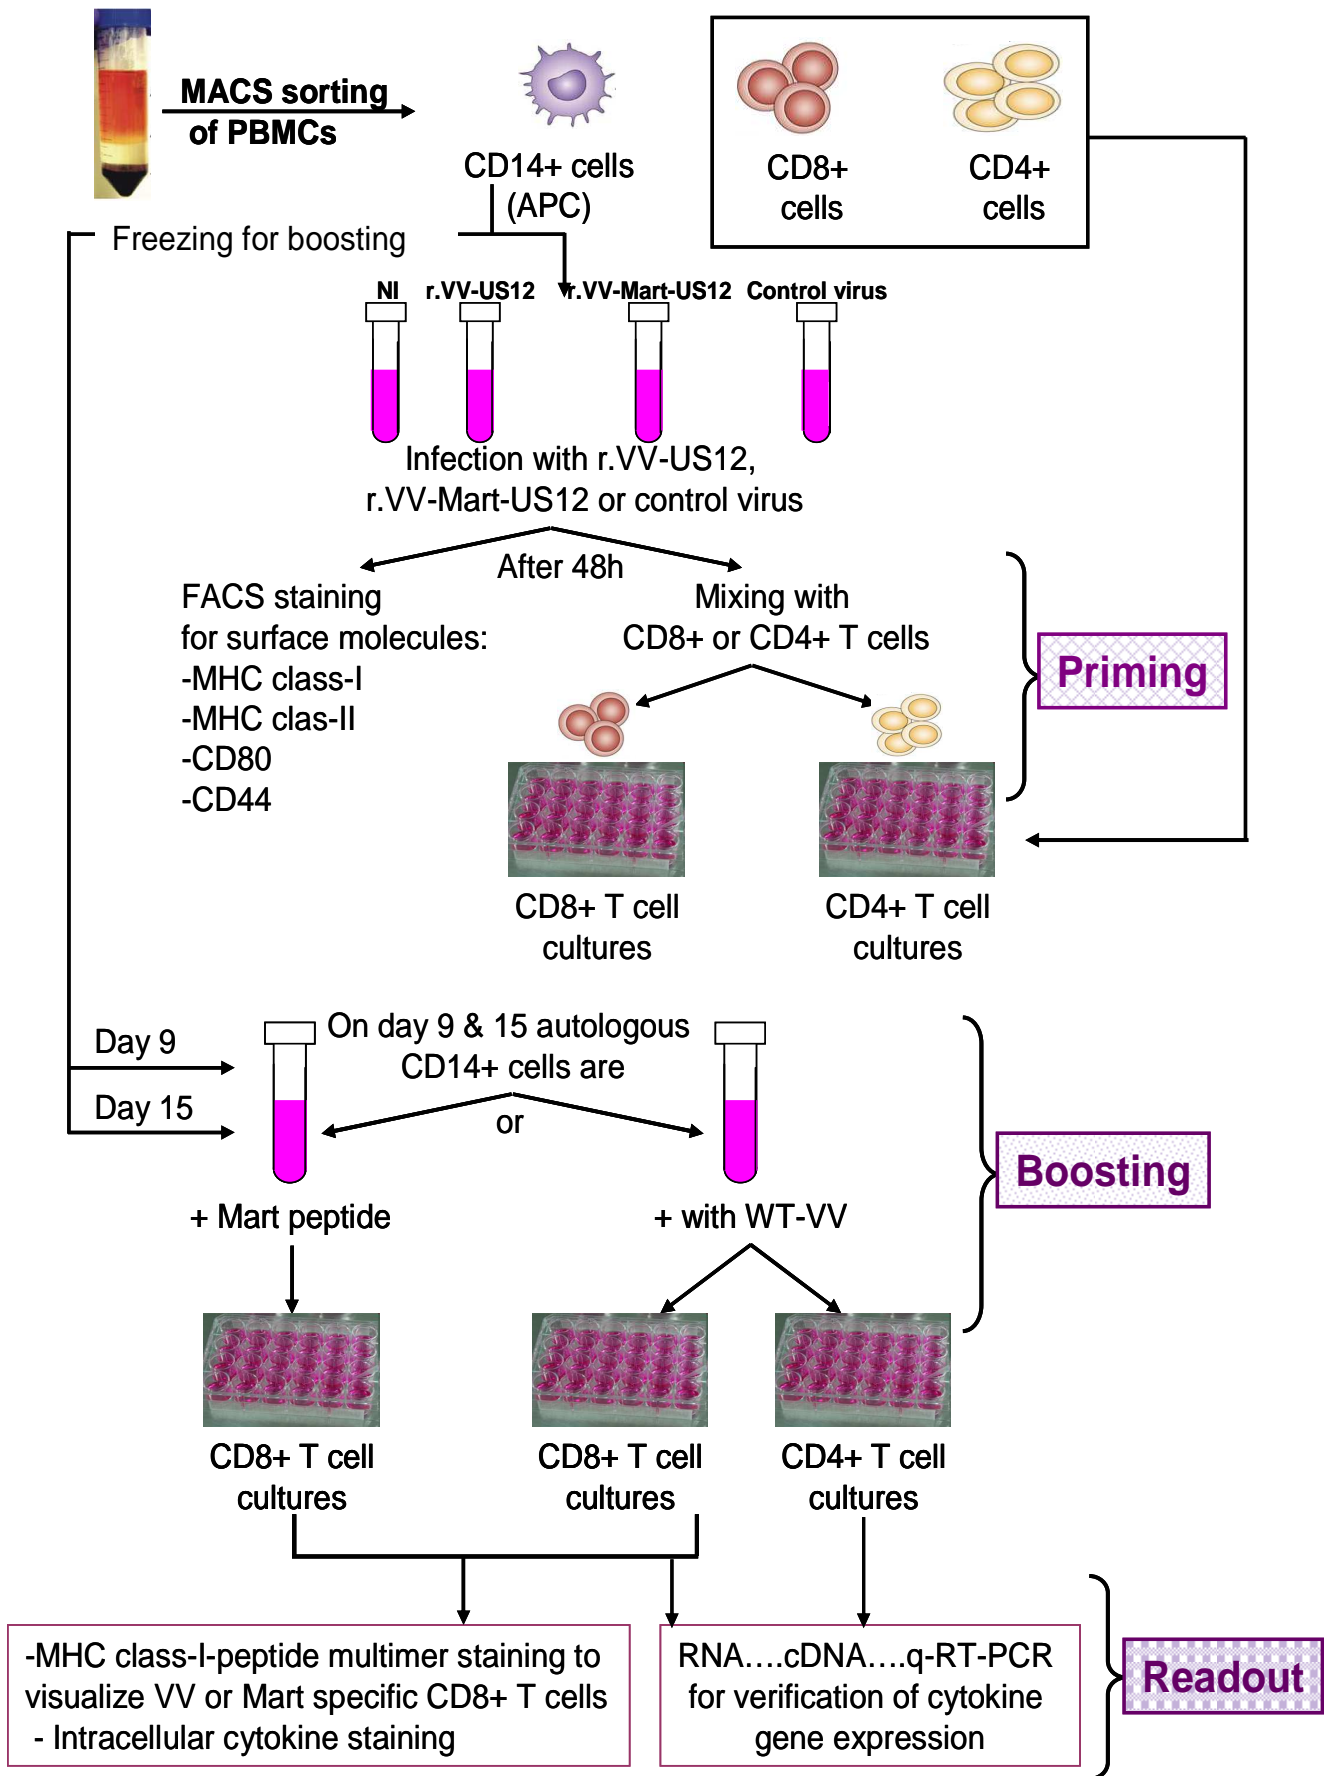 MACS sorting
of PBMCs
CD14+ cells
(APC)
CD8+
cells
CD4+
cells
Freezing for boosting
NI
r.VV-US12
r.VV-Mart-US12
Control virus
Infection with r.VV-US12,
r.VV-Mart-US12 or control virus
After 48h
FACS staining
for surface molecules:
-MHC class-I
-MHC clas-II
-CD80
-CD44
Mixing with
CD8+ or CD4+ T cells
Priming
CD8+ T cell
cultures
CD4+ T cell
cultures
Day 9
Day 15
On day 9 & 15 autologous
CD14+ cells are
or
+ Mart peptide
+ with WT-VV
Boosting
CD8+ T cell
cultures
CD8+ T cell
cultures
CD4+ T cell
cultures
-MHC class-I-peptide multimer staining to
visualize VV or Mart specific CD8+ T cells
- Intracellular cytokine staining
RNA....cDNA....q-RT-PCR
for verification of cytokine
gene expression
Readout